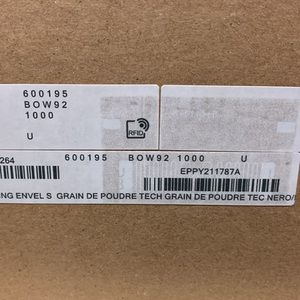 600195
BOW92
1000
U
RFID
264
600195 BOW92 1000 U
EPPY211787A
NG ENVEL S GRAIN DE POUDRE TECH GRAIN DE POUDRE TEC NERO/